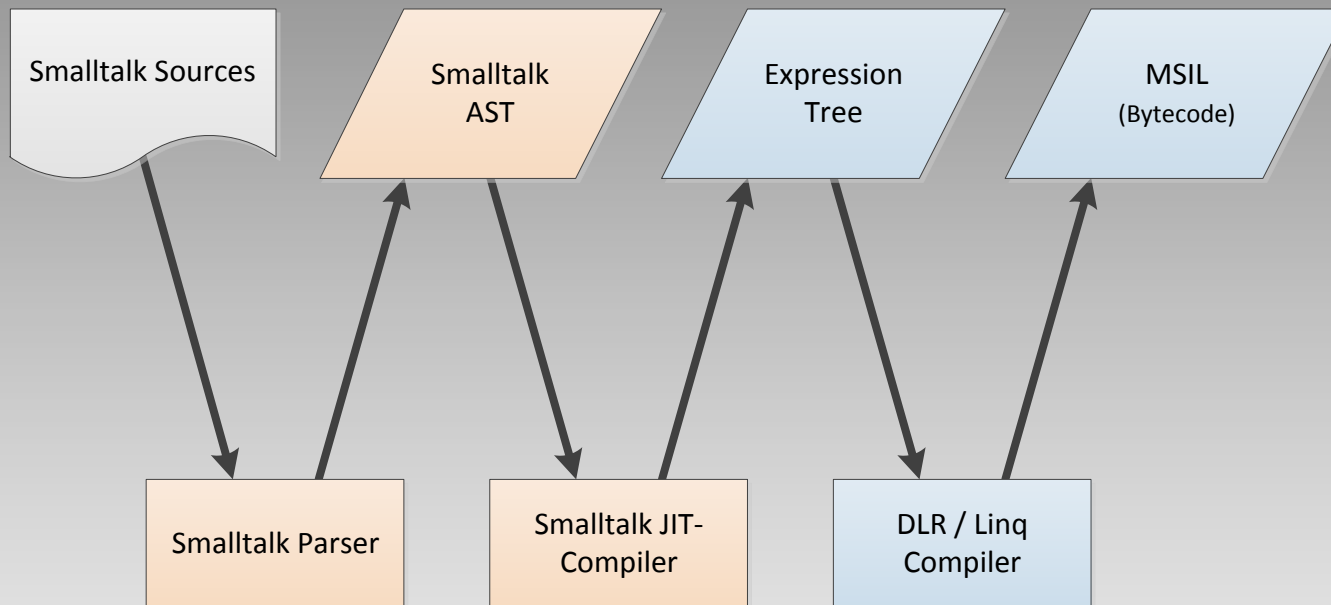 Smalltalk Sources
Smalltalk
AST
Expression
Tree
MSIL
(Bytecode)
Smalltalk Parser
Smalltalk JIT-
Compiler
DLR / Linq
Compiler